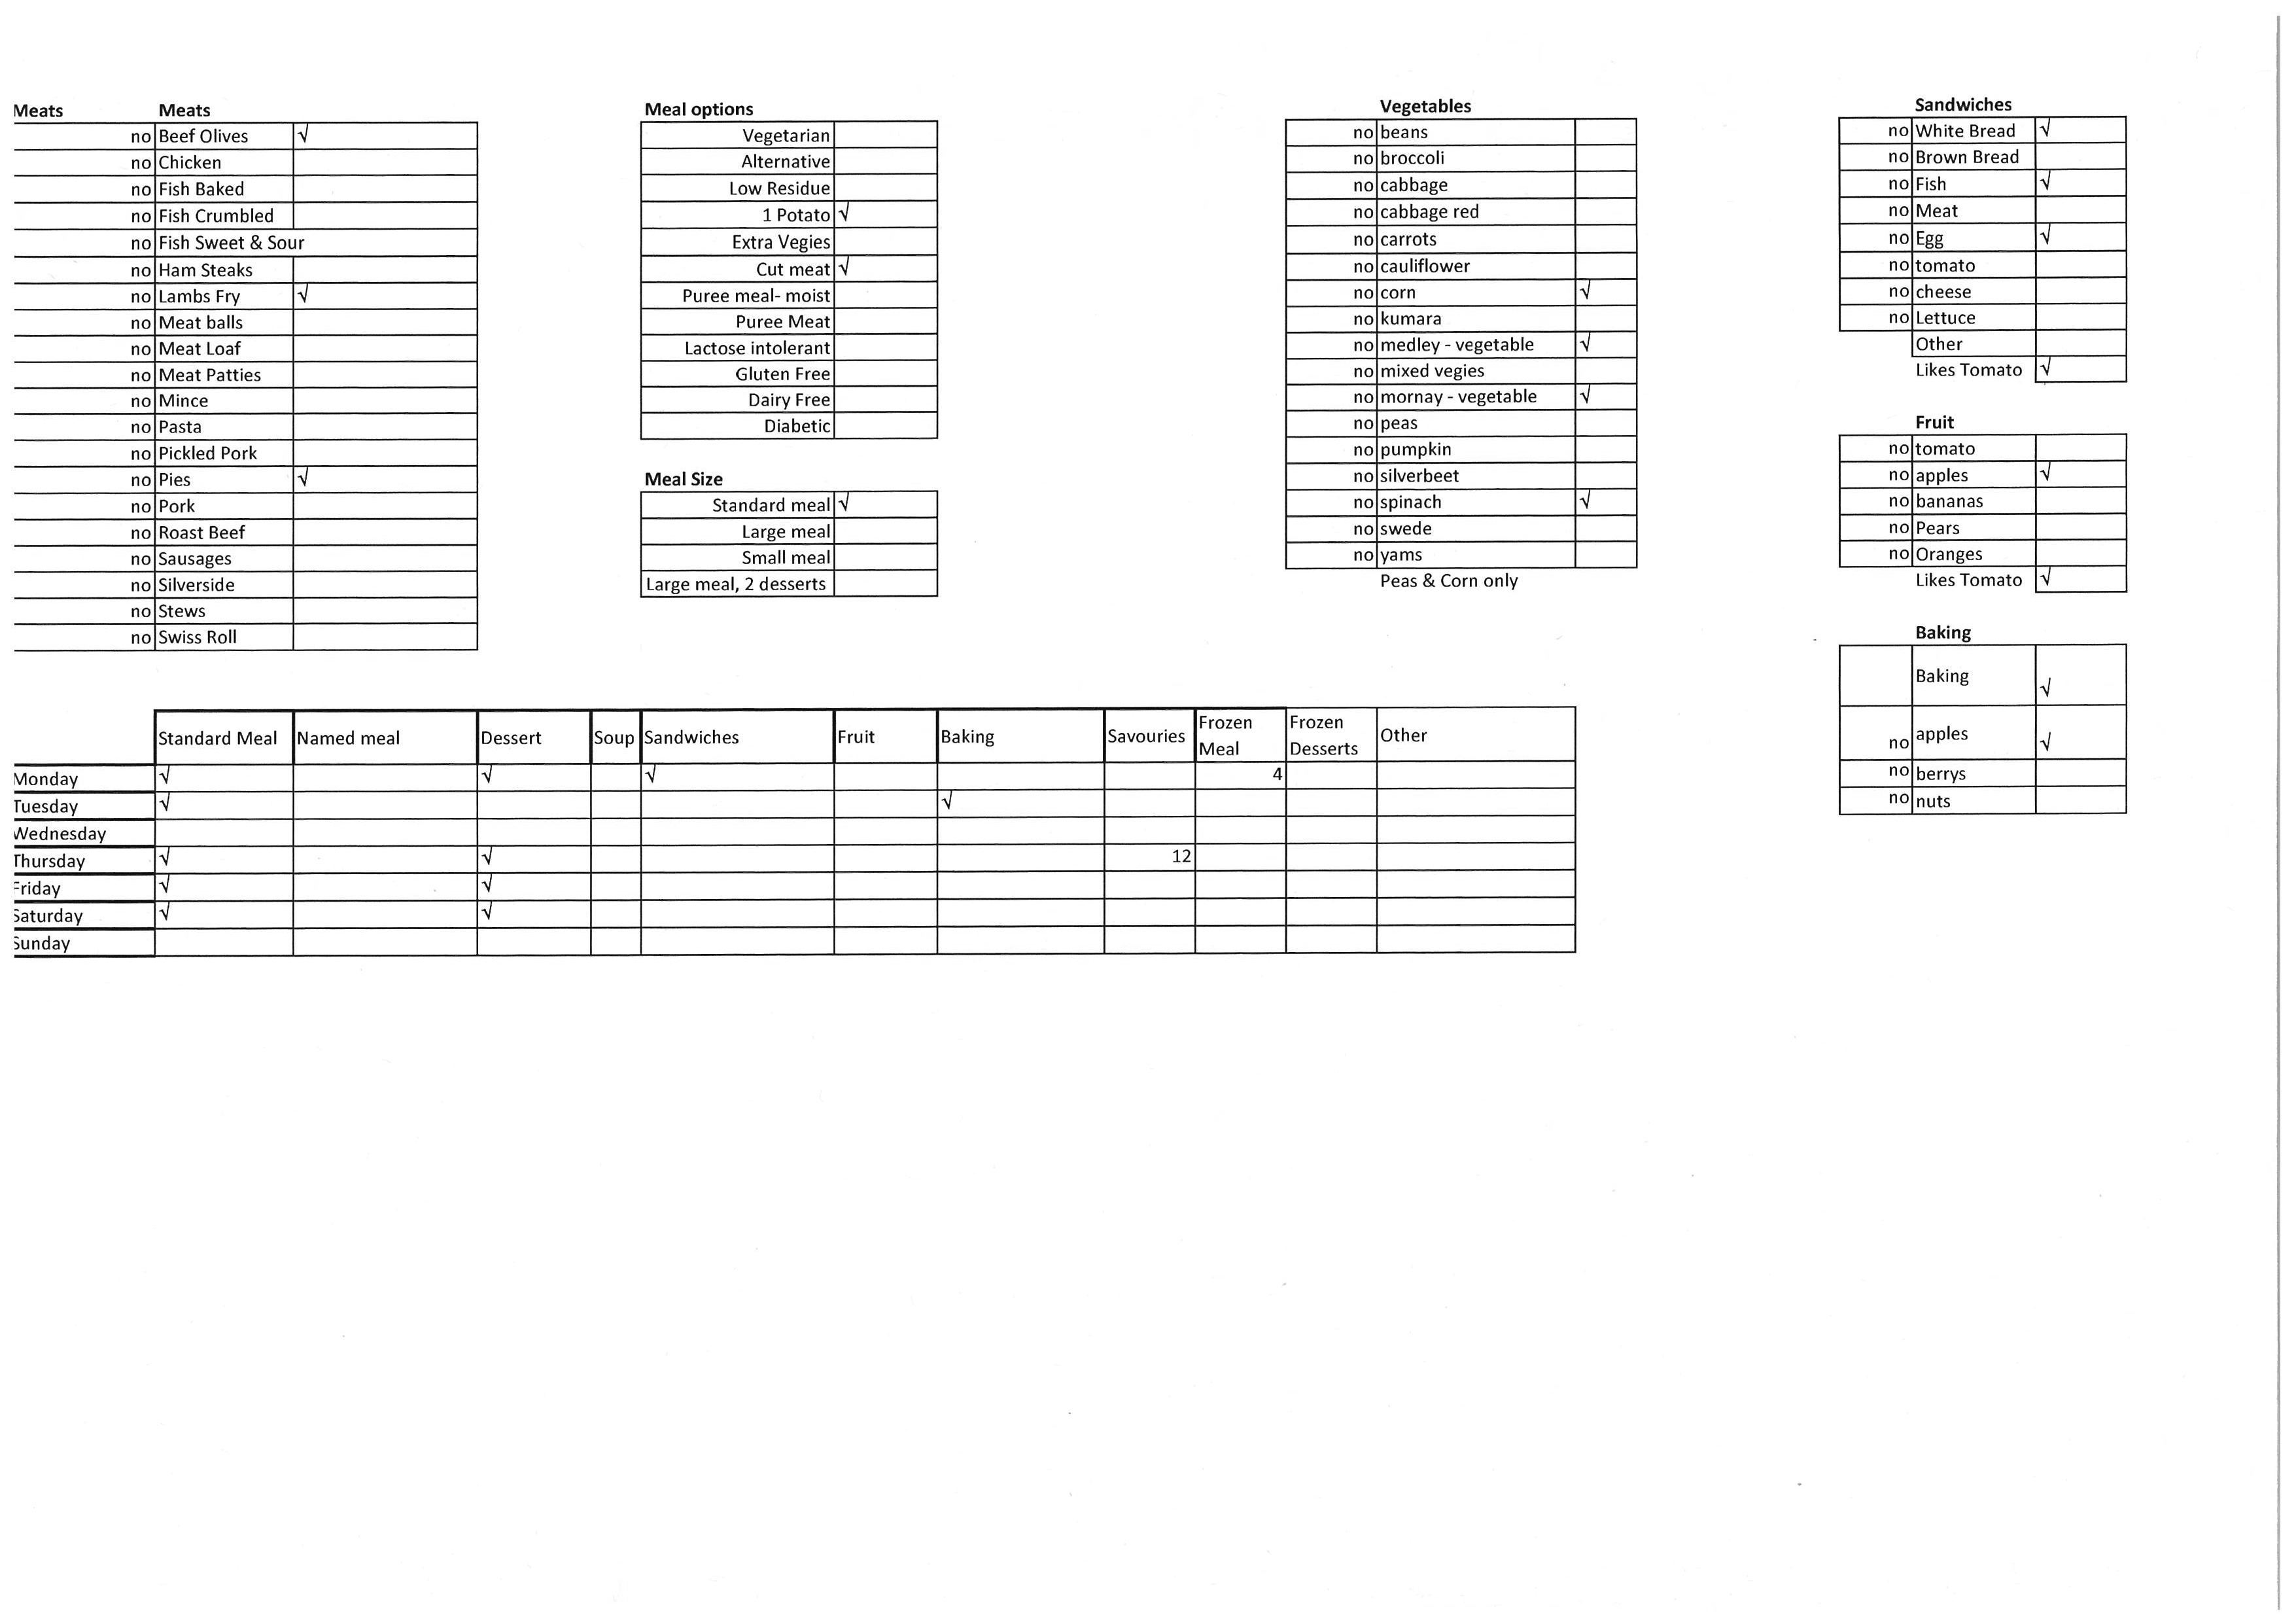 Meats Meats
no Beef Olives √
no Chicken
no Fish Baked
no Fish Crumbled
no Fish Sweet & Sour
no Ham Steaks
no Lambs Fry √
no Meat balls
no Meat Loaf
no Meat Patties
no Mince
no Pasta
no Pickled Pork
no Pies √
no Pork
no Roast Beef
no Sausages
no Silverside
no Stews
no Swiss Roll
Meal options
Vegetarian
Alternative
Low Residue
1 Potato √
Extra Vegies
Cut meat √
Puree meal- moist
Puree Meat
Lactose intolerant
Gluten Free
Dairy Free
Diabetic
Meal Size
Standard meal √
Large meal
Small meal
Large meal, 2 desserts
Vegetables
no beans
no broccoli
no cabbage
no cabbage red
no carrots
no cauliflower
no corn √
no kumara
no medley - vegetable √
no mixed vegies
no mornay - vegetable √
no peas
no pumpkin
no silverbeet
no spinach √
no swede
no yams
Peas & Corn only
Sandwiches
no White Bread √
no Brown Bread
no Fish √
no Meat
no Egg √
no tomato
no cheese
no Lettuce
Other
Likes Tomato √
Fruit
no tomato
no apples √
no bananas
no Pears
no Oranges
Likes Tomato √
Baking
Baking √
no apples √
no berrys
no nuts
Standard Meal Named meal Dessert Soup Sandwiches Fruit Baking Savouries Frozen Meal Frozen Desserts Other
Monday √ √ √ 4
Tuesday √ √
Wednesday
Thursday √ √ 12
Friday √ √
Saturday √ √
Sunday